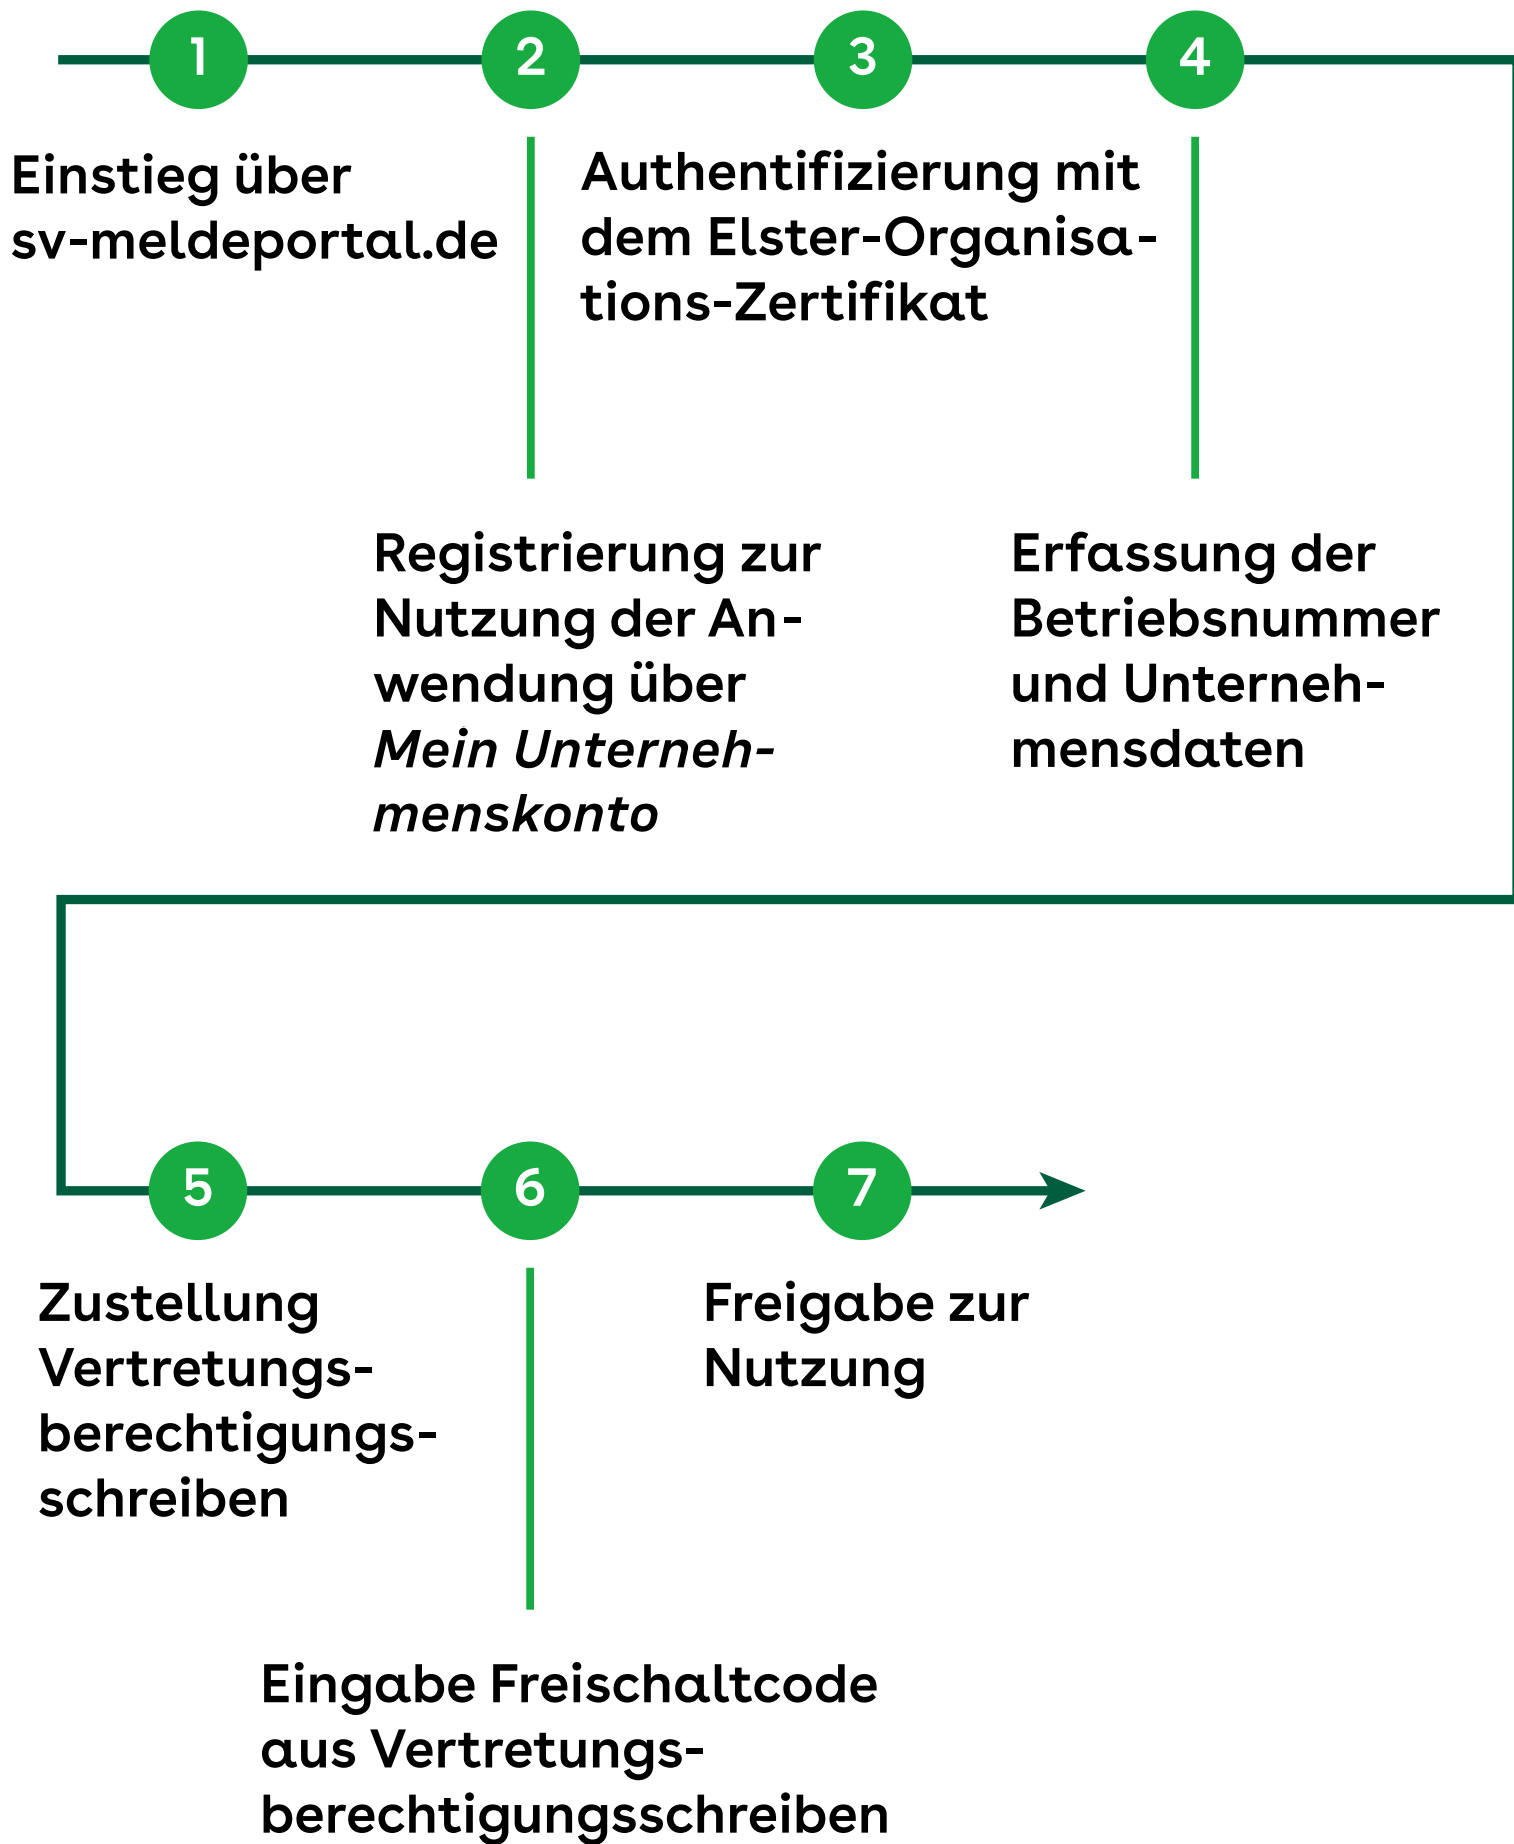 1
2
3
4
Einstieg über
sv-meldeportal.de
Authentifizierung mit
dem Elster-Organisa-
tions-Zertifikat
Registrierung zur
Nutzung der An-
wendung über
Mein Unterneh-
menskonto
Erfassung der
Betriebsnummer
und Unterneh-
mensdaten
5
6
7
Zustellung
Vertretungs-
berechtigungs-
schreiben
Freigabe zur
Nutzung
Eingabe Freischaltcode
aus Vertretungs-
berechtigungsschreiben